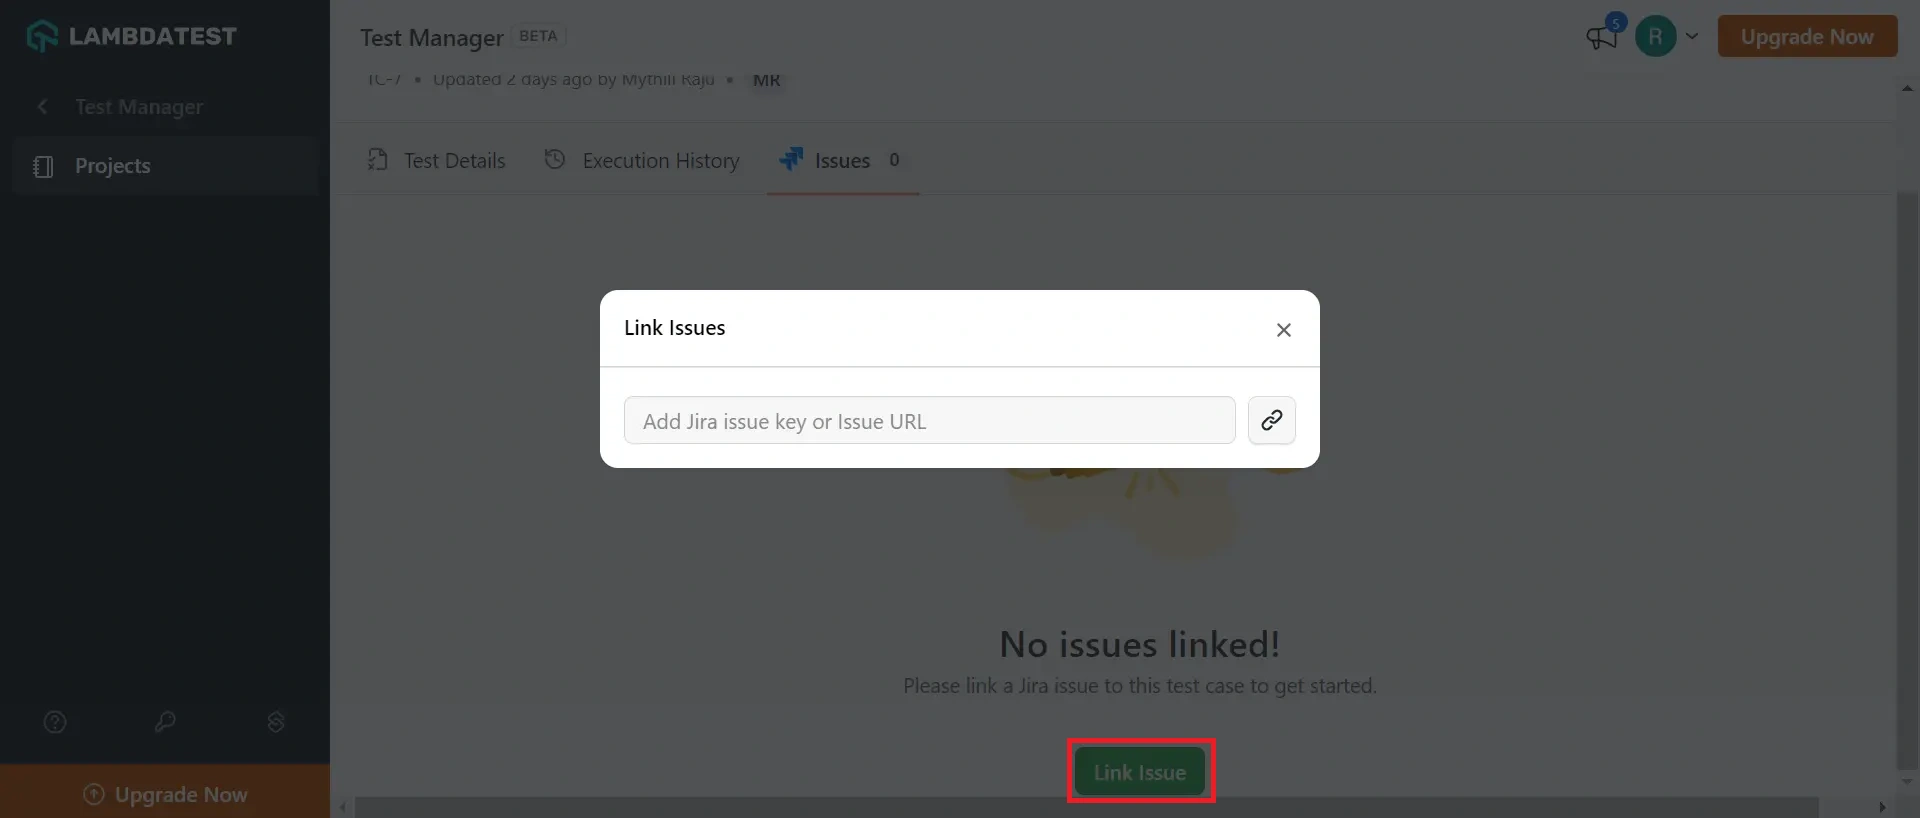 LAMBDATEST
Test Manager
Projects
Upgrade Now
Test Manager BETA
5
R
Upgrade Now
TC-7 • Updated 2 days ago by Mythili Raju • MR
Test Details
Execution History
Issues 0
Link Issues
Add Jira issue key or Issue URL
No issues linked!
Please link a Jira issue to this test case to get started.
Link Issue